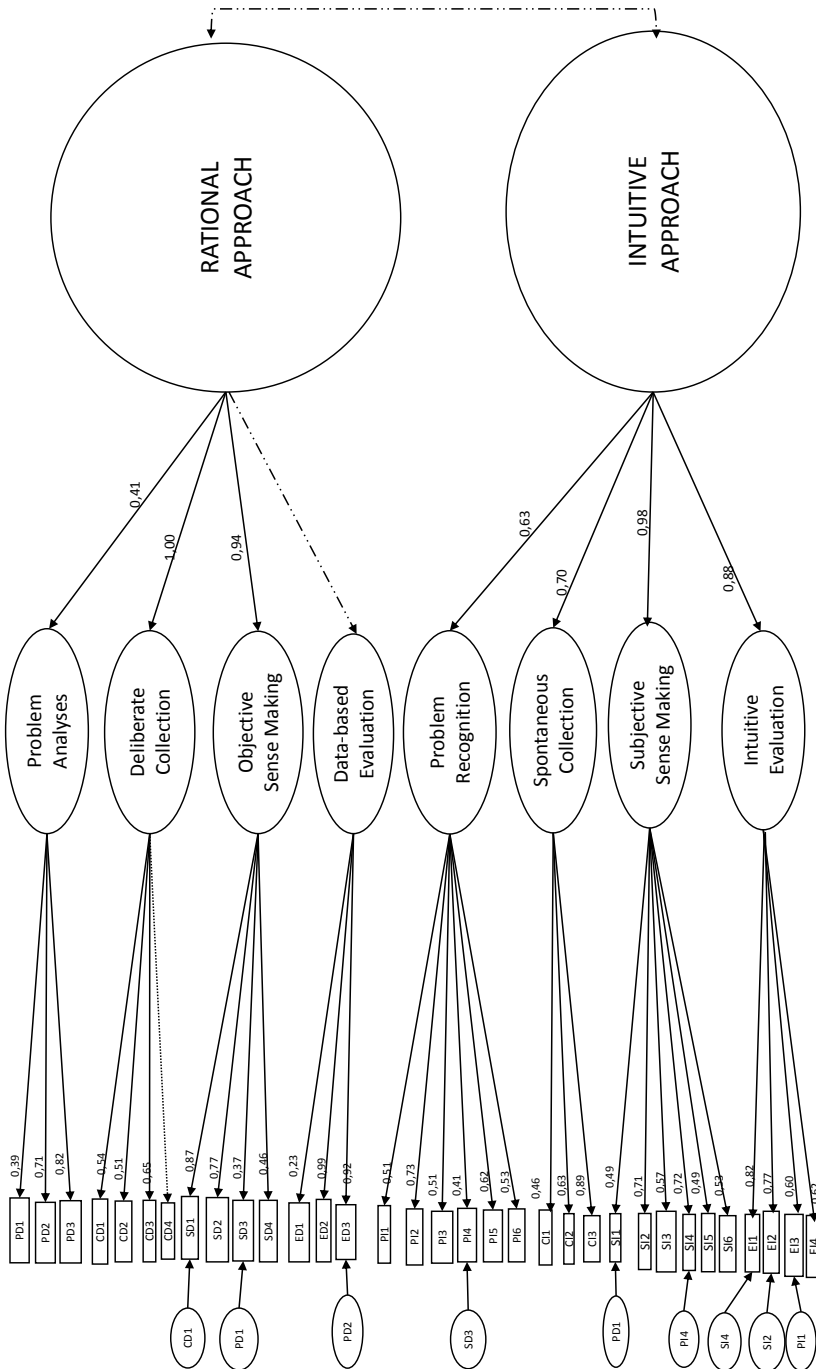 RATIONAL
APPROACH
INTUITIVE
APPROACH
0,41
1,00
0,94
0,63
0,70
0,98
0,88
Problem
Analyses
Deliberate
Collection
Objective
Sense Making
Data-based
Evaluation
Problem
Recognition
Spontaneous
Collection
Subjective
Sense Making
Intuitive
Evaluation
0,39
0,71
0,82
0,54
0,51
0,65
0,87
0,77
0,37
0,46
0,23
0,99
0,92
0,51
0,73
0,51
0,41
0,62
0,53
0,46
0,63
0,89
0,49
0,71
0,57
0,72
0,49
0,53
0,82
0,77
0,60
0,62
PD1
PD2
PD3
CD1
CD2
CD3
CD4
SD1
SD2
SD3
SD4
ED1
ED2
ED3
PI1
PI2
PI3
PI4
PI5
PI6
CI1
CI2
CI3
SI1
SI2
SI3
SI4
SI5
SI6
EI1
EI2
EI3
EI4
CD1
PD1
PD2
SD3
PD1
PI4
SI4
SI2
PI1